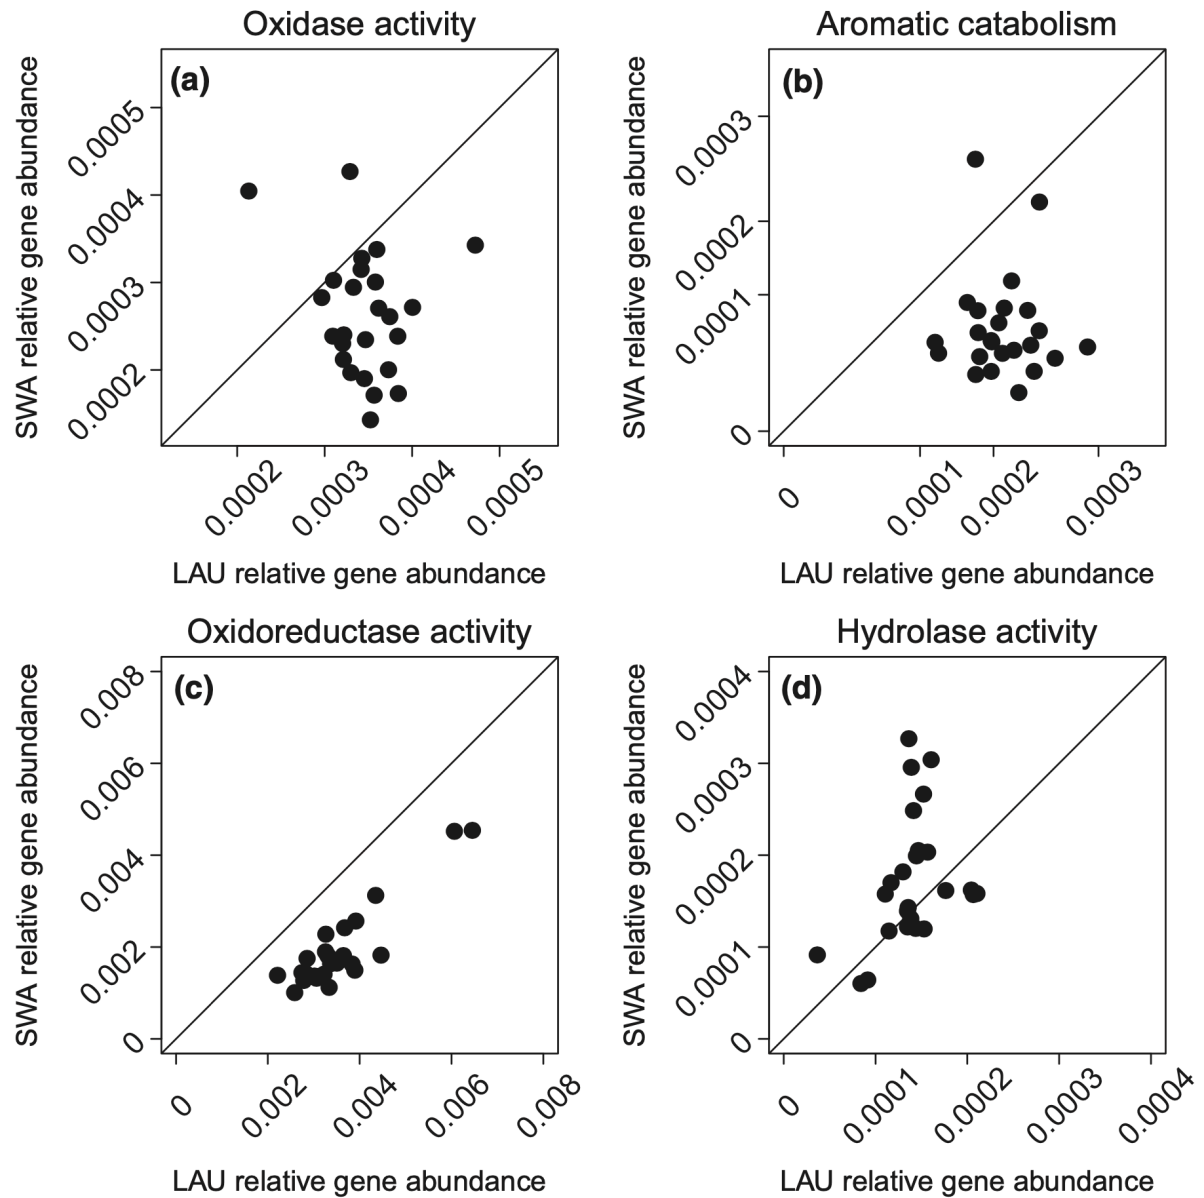 Oxidase activity
(a)
SWA relative gene abundance
0.0005
0.0004
0.0003
0.0002
0.0002
0.0003
0.0004
0.0005
LAU relative gene abundance
Aromatic catabolism
(b)
SWA relative gene abundance
0.0003
0.0002
0.0001
0
0
0.0001
0.0002
0.0003
LAU relative gene abundance
Oxidoreductase activity
(c)
SWA relative gene abundance
0.008
0.006
0.004
0.002
0
0
0.002
0.004
0.006
0.008
LAU relative gene abundance
Hydrolase activity
(d)
SWA relative gene abundance
0.0004
0.0003
0.0002
0.0001
0
0
0.0001
0.0002
0.0003
0.0004
LAU relative gene abundance